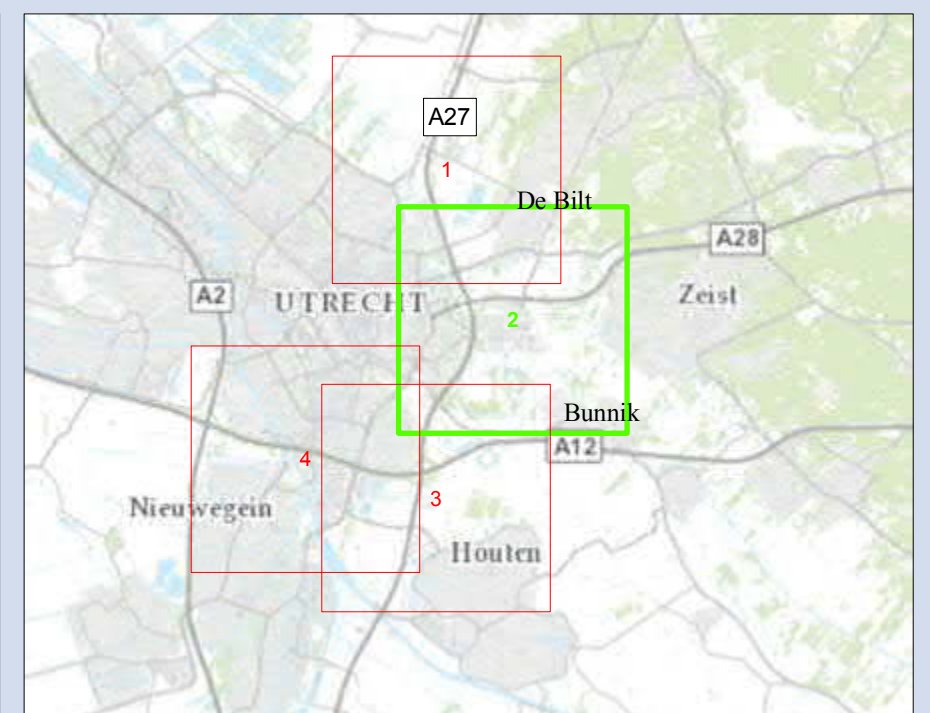 A27
1
De Bilt
A28
A2
UTRECHT
Zeist
2
Bunnik
A12
4
3
Nieuwegein
Houten